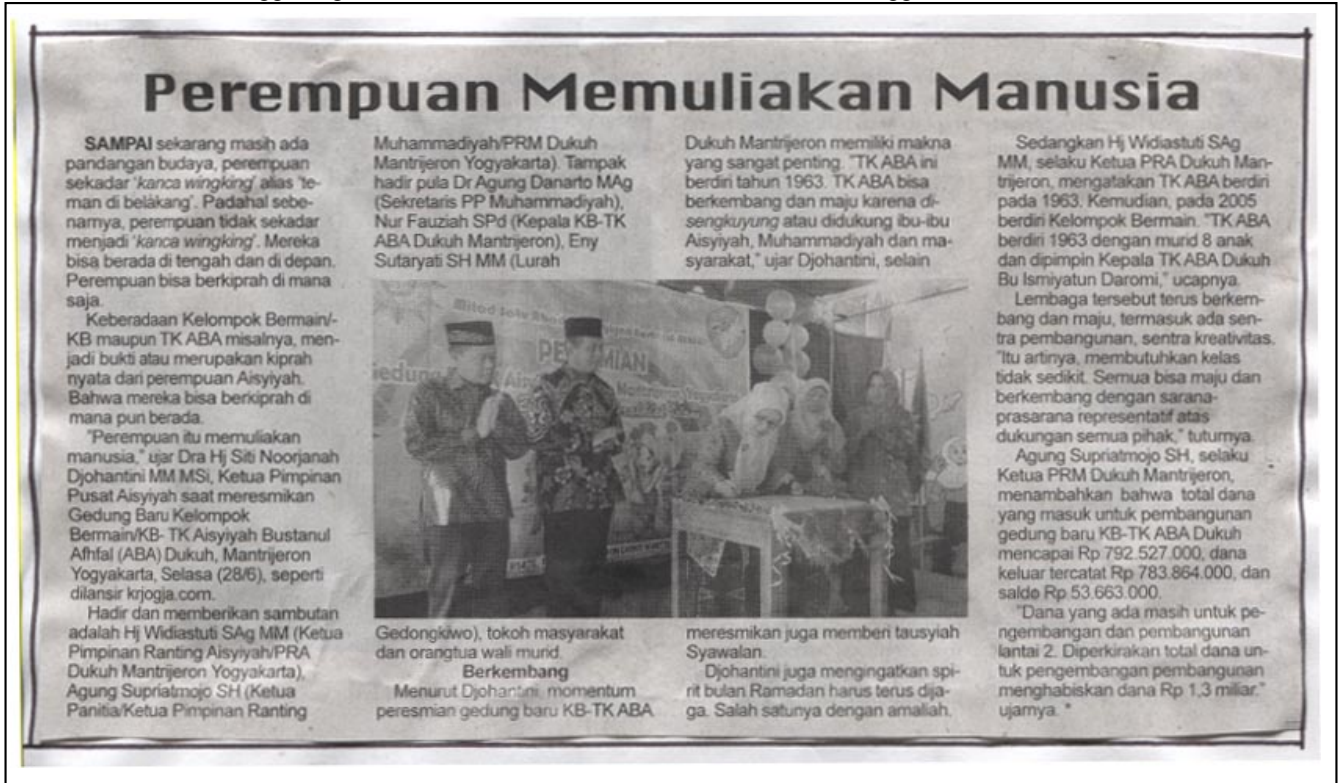 Perempuan Memuliakan Manusia
SAMPAI sekarang masih ada
pandangan budaya, perempuan
sekadar 'kanca wingking' alias 'te-
man di belakang'. Padahal sebe-
narnya, perempuan tidak sekadar
menjadi 'kanca wingking'. Mereka
bisa berada di tengah dan di depan.
Perempuan bisa berkiprah di mana
saja.
Keberadaan Kelompok Bermain/-
KB maupun TK ABA misalnya, men-
jadi bukti atau merupakan kiprah
nyata dari perempuan Aisyiyah.
Bahwa mereka bisa berkiprah di
mana pun berada.
"Perempuan itu memuliakan
manusia," ujar Dra Hj Siti Noorjanah
Djohantini MM MSi, Ketua Pimpinan
Pusat Aisyiyah saat meresmikan
Gedung Baru Kelompok
Bermain/KB- TK Aisyiyah Bustanul
Afhfal (ABA) Dukuh, Mantrijeron
Yogyakarta, Selasa (28/6), seperti
dilansir krjogja.com.
Hadir dan memberikan sambutan
adalah Hj Widiastuti SAg MM (Ketua
Pimpinan Ranting Aisyiyah/PRA
Dukuh Mantrijeron Yogyakarta),
Agung Supriatmojo SH (Ketua
Panitia/Ketua Pimpinan Ranting
Muhammadiyah/PRM Dukuh
Mantrijeron Yogyakarta). Tampak
hadir pula Dr Agung Danarto MAg
(Sekretaris PP Muhammadiyah),
Nur Fauziah SPd (Kepala KB-TK
ABA Dukuh Mantrijeron), Eny
Sutaryati SH MM (Lurah
PERESMIAN
Gedung
Gedongkiwo), tokoh masyarakat
dan orangtua wali murid.
Berkembang
Menurut Djohantini, momentum
peresmian gedung baru KB-TK ABA
Dukuh Mantrijeron memiliki makna
yang sangat penting. "TK ABA ini
berdiri tahun 1963. TK ABA bisa
berkembang dan maju karena di-
sengkuyung atau didukung ibu-ibu
Aisyiyah, Muhammadiyah dan ma-
syarakat," ujar Djohantini, selain
meresmikan juga memberi tausyiah
Syawalan.
Djohantini juga mengingatkan spi-
rit bulan Ramadan harus terus dija-
ga. Salah satunya dengan amaliah.
Sedangkan Hj Widiastuti SAg
MM, selaku Ketua PRA Dukuh Man-
trijeron, mengatakan TK ABA berdiri
pada 1963. Kemudian, pada 2005
berdiri Kelompok Bermain. "TK ABA
berdiri 1963 dengan murid 8 anak
dan dipimpin Kepala TK ABA Dukuh
Bu Ismiyatun Daromi," ucapnya.
Lembaga tersebut terus berkem-
bang dan maju, termasuk ada sen-
tra pembangunan, sentra kreativitas.
"Itu artinya, membutuhkan kelas
tidak sedikit. Semua bisa maju dan
berkembang dengan sarana-
prasarana representatif atas
dukungan semua pihak," tuturnya.
Agung Supriatmojo SH, selaku
Ketua PRM Dukuh Mantrijeron,
menambahkan bahwa total dana
yang masuk untuk pembangunan
gedung baru KB-TK ABA Dukuh
mencapai Rp 792.527.000, dana
keluar tercatat Rp 783.864.000, dan
saldo Rp 53.663.000.
"Dana yang ada masih untuk pe-
ngembangan dan pembangunan
lantai 2. Diperkirakan total dana un-
tuk pengembangan pembangunan
menghabiskan dana Rp 1,3 miliar."
ujarnya. *